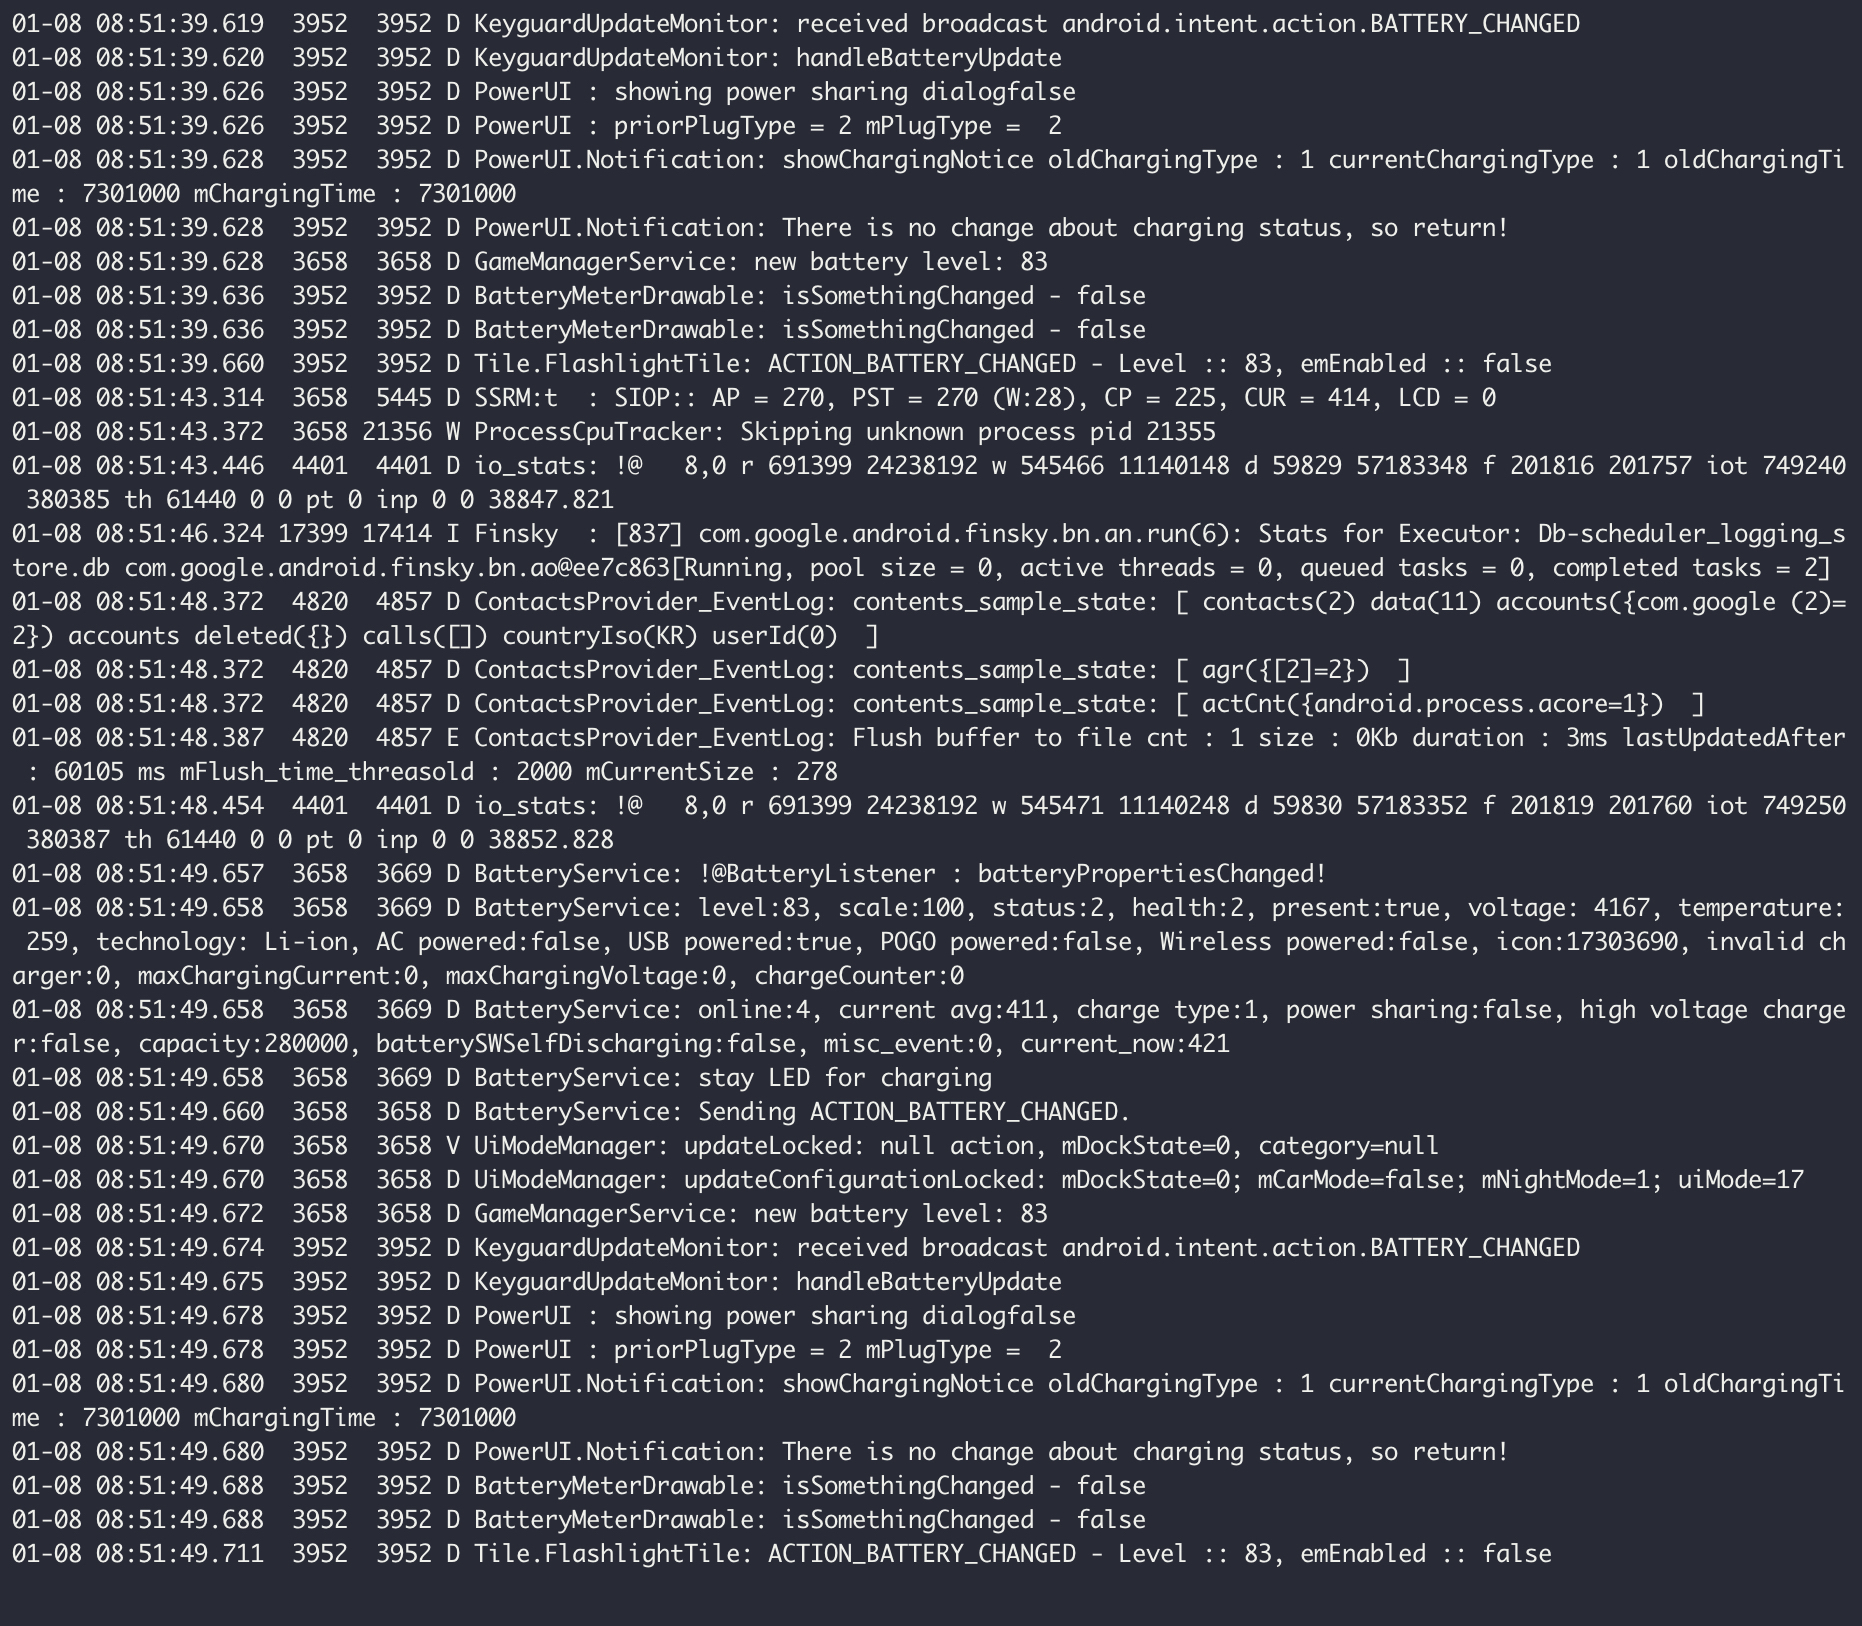 01-08 08:51:39.619  3952  3952 D KeyguardUpdateMonitor: received broadcast android.intent.action.BATTERY_CHANGED
01-08 08:51:39.620  3952  3952 D KeyguardUpdateMonitor: handleBatteryUpdate
01-08 08:51:39.626  3952  3952 D PowerUI : showing power sharing dialogfalse
01-08 08:51:39.626  3952  3952 D PowerUI : priorPlugType = 2 mPlugType =  2
01-08 08:51:39.628  3952  3952 D PowerUI.Notification: showChargingNotice oldChargingType : 1 currentChargingType : 1 oldChargingTi
me : 7301000 mChargingTime : 7301000
01-08 08:51:39.628  3952  3952 D PowerUI.Notification: There is no change about charging status, so return!
01-08 08:51:39.628  3658  3658 D GameManagerService: new battery level: 83
01-08 08:51:39.636  3952  3952 D BatteryMeterDrawable: isSomethingChanged - false
01-08 08:51:39.636  3952  3952 D BatteryMeterDrawable: isSomethingChanged - false
01-08 08:51:39.660  3952  3952 D Tile.FlashlightTile: ACTION_BATTERY_CHANGED - Level :: 83, emEnabled :: false
01-08 08:51:43.314  3658  5445 D SSRM:t  : SIOP:: AP = 270, PST = 270 (W:28), CP = 225, CUR = 414, LCD = 0
01-08 08:51:43.372  3658 21356 W ProcessCpuTracker: Skipping unknown process pid 21355
01-08 08:51:43.446  4401  4401 D io_stats: !@   8,0 r 691399 24238192 w 545466 11140148 d 59829 57183348 f 201816 201757 iot 749240
 380385 th 61440 0 0 pt 0 inp 0 0 38847.821
01-08 08:51:46.324 17399 17414 I Finsky  : [837] com.google.android.finsky.bn.an.run(6): Stats for Executor: Db-scheduler_logging_s
tore.db com.google.android.finsky.bn.ao@ee7c863[Running, pool size = 0, active threads = 0, queued tasks = 0, completed tasks = 2]
01-08 08:51:48.372  4820  4857 D ContactsProvider_EventLog: contents_sample_state: [ contacts(2) data(11) accounts({com.google (2)=
2}) accounts deleted({}) calls([]) countryIso(KR) userId(0)  ]
01-08 08:51:48.372  4820  4857 D ContactsProvider_EventLog: contents_sample_state: [ agr({[2]=2})  ]
01-08 08:51:48.372  4820  4857 D ContactsProvider_EventLog: contents_sample_state: [ actCnt({android.process.acore=1})  ]
01-08 08:51:48.387  4820  4857 E ContactsProvider_EventLog: Flush buffer to file cnt : 1 size : 0Kb duration : 3ms lastUpdatedAfter
 : 60105 ms mFlush_time_threasold : 2000 mCurrentSize : 278
01-08 08:51:48.454  4401  4401 D io_stats: !@   8,0 r 691399 24238192 w 545471 11140248 d 59830 57183352 f 201819 201760 iot 749250
 380387 th 61440 0 0 pt 0 inp 0 0 38852.828
01-08 08:51:49.657  3658  3669 D BatteryService: !@BatteryListener : batteryPropertiesChanged!
01-08 08:51:49.658  3658  3669 D BatteryService: level:83, scale:100, status:2, health:2, present:true, voltage: 4167, temperature:
 259, technology: Li-ion, AC powered:false, USB powered:true, POGO powered:false, Wireless powered:false, icon:17303690, invalid ch
arger:0, maxChargingCurrent:0, maxChargingVoltage:0, chargeCounter:0
01-08 08:51:49.658  3658  3669 D BatteryService: online:4, current avg:411, charge type:1, power sharing:false, high voltage charge
r:false, capacity:280000, batterySWSelfDischarging:false, misc_event:0, current_now:421
01-08 08:51:49.658  3658  3669 D BatteryService: stay LED for charging
01-08 08:51:49.660  3658  3658 D BatteryService: Sending ACTION_BATTERY_CHANGED.
01-08 08:51:49.670  3658  3658 V UiModeManager: updateLocked: null action, mDockState=0, category=null
01-08 08:51:49.670  3658  3658 D UiModeManager: updateConfigurationLocked: mDockState=0; mCarMode=false; mNightMode=1; uiMode=17
01-08 08:51:49.672  3658  3658 D GameManagerService: new battery level: 83
01-08 08:51:49.674  3952  3952 D KeyguardUpdateMonitor: received broadcast android.intent.action.BATTERY_CHANGED
01-08 08:51:49.675  3952  3952 D KeyguardUpdateMonitor: handleBatteryUpdate
01-08 08:51:49.678  3952  3952 D PowerUI : showing power sharing dialogfalse
01-08 08:51:49.678  3952  3952 D PowerUI : priorPlugType = 2 mPlugType =  2
01-08 08:51:49.680  3952  3952 D PowerUI.Notification: showChargingNotice oldChargingType : 1 currentChargingType : 1 oldChargingTi
me : 7301000 mChargingTime : 7301000
01-08 08:51:49.680  3952  3952 D PowerUI.Notification: There is no change about charging status, so return!
01-08 08:51:49.688  3952  3952 D BatteryMeterDrawable: isSomethingChanged - false
01-08 08:51:49.688  3952  3952 D BatteryMeterDrawable: isSomethingChanged - false
01-08 08:51:49.711  3952  3952 D Tile.FlashlightTile: ACTION_BATTERY_CHANGED - Level :: 83, emEnabled :: false